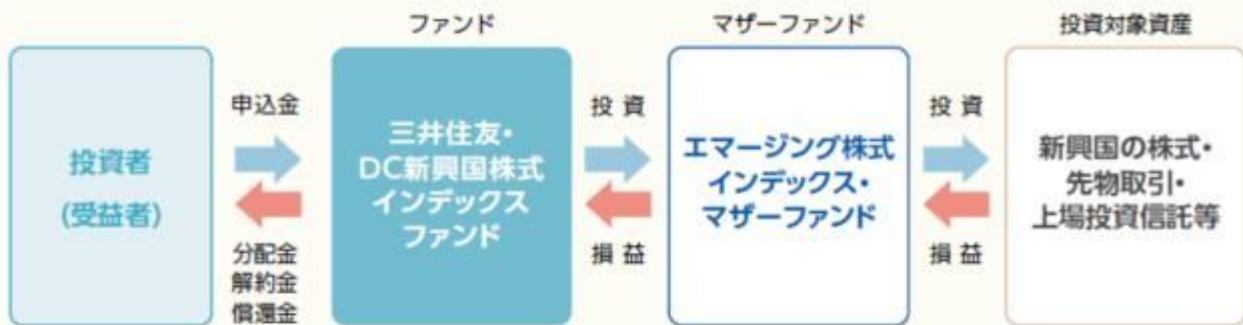 ファンド
マザーファンド
投資対象資産
投資者
(受益者)
申込金
分配金
解約金
償還金
三井住友・
DC新興国株式
インデックス
ファンド
投 資
損 益
エマージング株式
インデックス・
マザーファンド
投 資
損 益
新興国の株式・
先物取引・
上場投資信託等